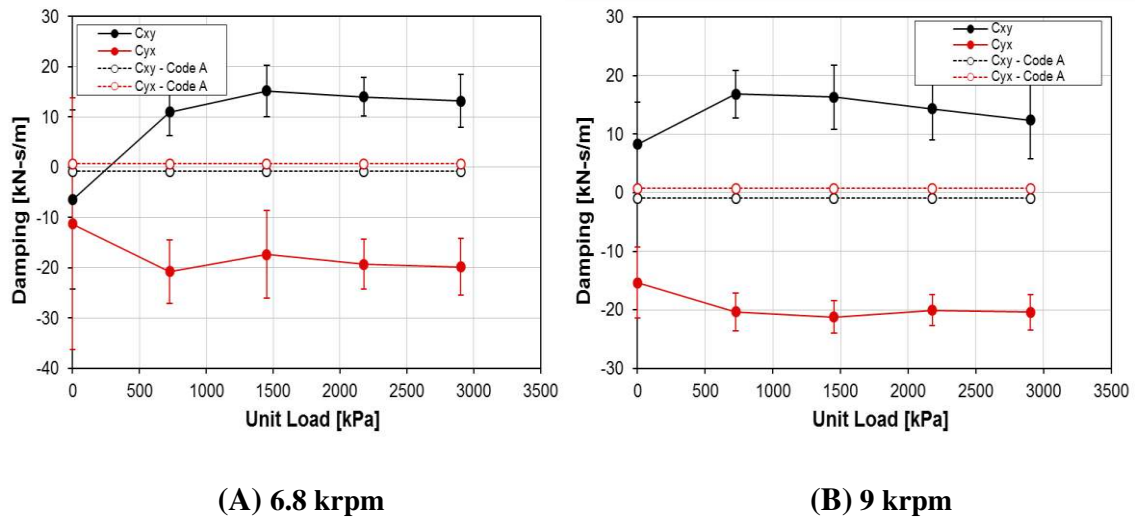 30
20
10
0
-10
-20
-30
-40
Damping [kN-s/m]
Cxy
Cyx
Cxy - Code A
Cyx - Code A
0 500 1000 1500 2000 2500 3000 3500
Unit Load [kPa]
(A) 6.8 krpm
30
20
10
0
-10
-20
-30
Damping [kN-s/m]
Cxy
Cyx
Cxy - Code A
Cyx - Code A
0 500 1000 1500 2000 2500 3000 3500
Unit Load [kPa]
(B) 9 krpm